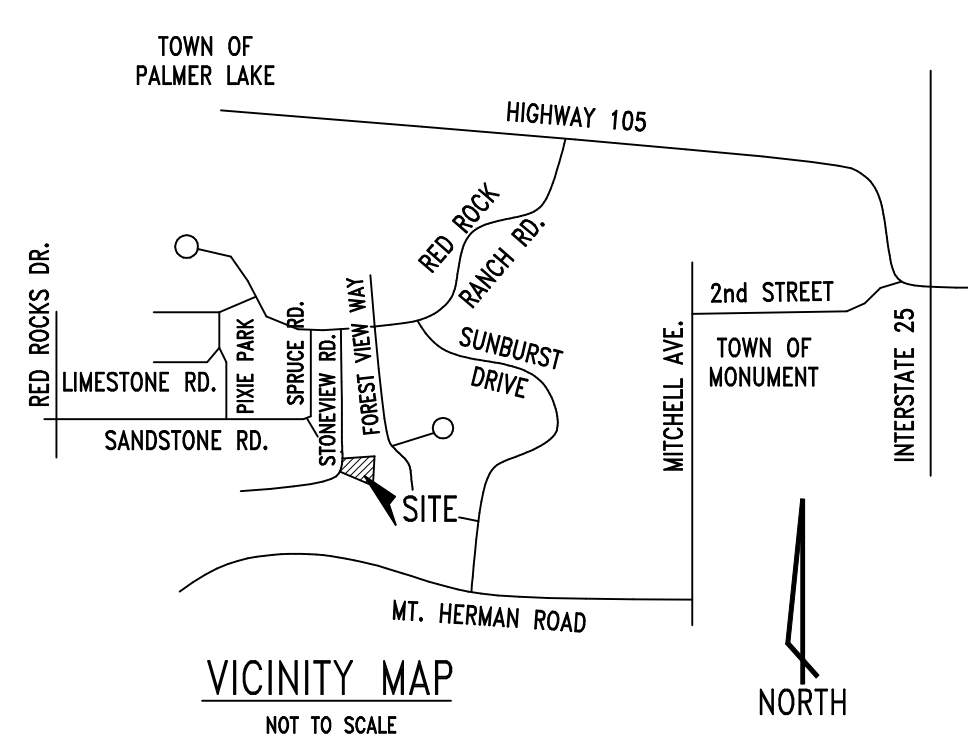 TOWN OF
PALMER LAKE
HIGHWAY 105
RED ROCK
RANCH RD.
RED ROCKS DR.
PIXIE PARK
SPRUCE RD.
STONEVIEW RD.
FOREST VIEW WAY
LIMESTONE RD.
SANDSTONE RD.
SUNBURST
DRIVE
MITCHELL AVE.
2nd STREET
TOWN OF
MONUMENT
INTERSTATE 25
SITE
MT. HERMAN ROAD
VICINITY MAP
NOT TO SCALE
NORTH